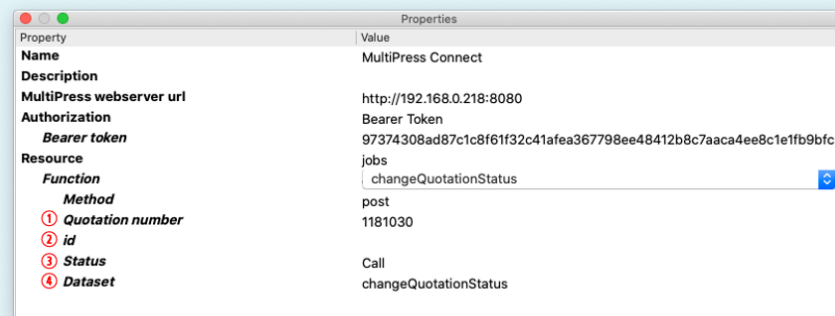 Properties
Property Value
Name MultiPress Connect
Description
MultiPress webserver url http://192.168.0.218:8080
Authorization Bearer Token
Bearer token 97374308ad87c1c8f61f32c41afea367798ee48412b8c7aaca4ee8c1e1fb9bfc
Resource jobs
Function changeQuotationStatus
Method post
① Quotation number 1181030
② id
③ Status Call
④ Dataset changeQuotationStatus